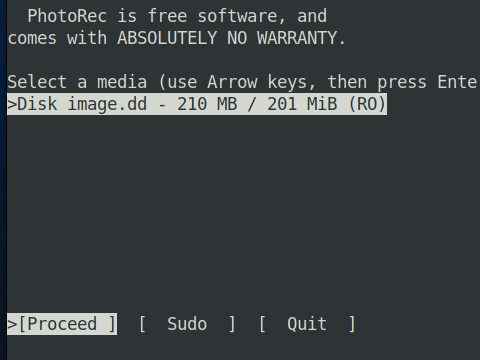 PhotoRec is free software, and
comes with ABSOLUTELY NO WARRANTY.
Select a media (use Arrow keys, then press Ente
>Disk image.dd - 210 MB / 201 MiB (RO)
>[Proceed ]  [  Sudo  ]  [  Quit  ]